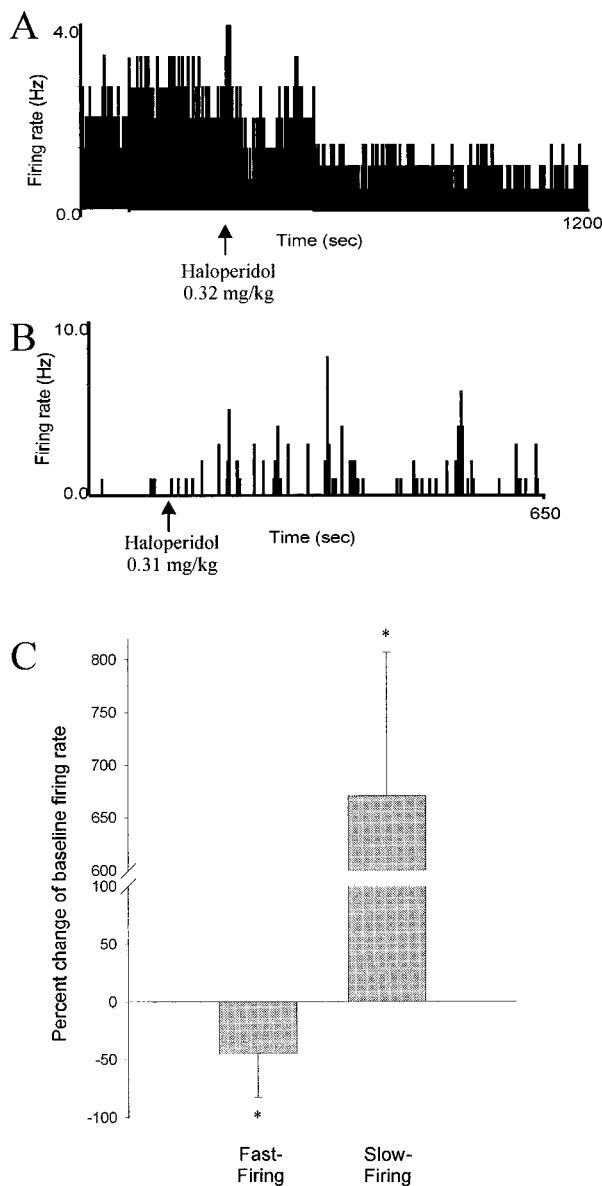 A
4.0
Firing rate (Hz)
0.0
Time (sec)
1200
Haloperidol
0.32 mg/kg
B
10.0
Firing rate (Hz)
0.0
Time (sec)
650
Haloperidol
0.31 mg/kg
C
Percent change of baseline firing rate
800
750
700
650
600
100
50
0
-50
-100
*
*
Fast-
Firing
Slow-
Firing